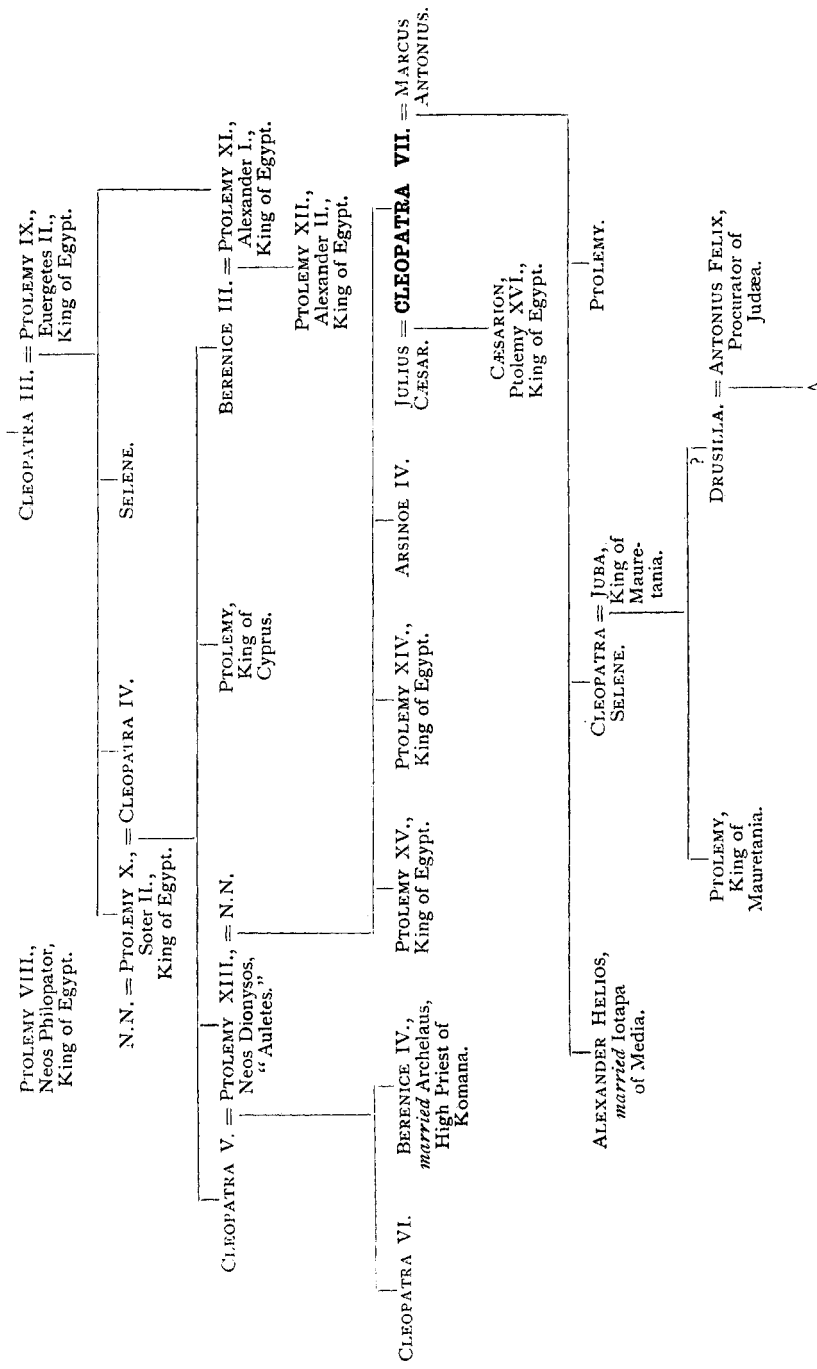 CLEOPATRA III. = PTOLEMY IX.,
Euergetes II.,
King of Egypt.
PTOLEMY VIII.,
Neos Philopator,
King of Egypt.
N.N. = PTOLEMY X., = CLEOPATRA IV.
Soter II.,
King of Egypt.
SELENE.
CLEOPATRA V. = PTOLEMY XIII., = N.N.
Neos Dionysos,
“Auletes.”
PTOLEMY,
King of
Cyprus.
BERENICE III. = PTOLEMY XI.,
Alexander I.,
King of Egypt.
PTOLEMY XII.,
Alexander II.,
King of Egypt.
CLEOPATRA VI.
BERENICE IV.,
married Archelaus,
High Priest of
Komana.
PTOLEMY XV.,
King of Egypt.
PTOLEMY XIV.,
King of Egypt.
ARSINOE IV.
JULIUS = CLEOPATRA VII. = MARCUS
CÆSAR.
ANTONIUS.
CÆSARION,
Ptolemy XVI.,
King of Egypt.
ALEXANDER HELIOS,
married Iotapa
of Media.
CLEOPATRA = JUBA,
SELENE.
King of
Maure-
tania.
PTOLEMY.
PTOLEMY,
King of
Mauretania.
?
DRUSILLA. = ANTONIUS FELIX,
Procurator of
Judæa.